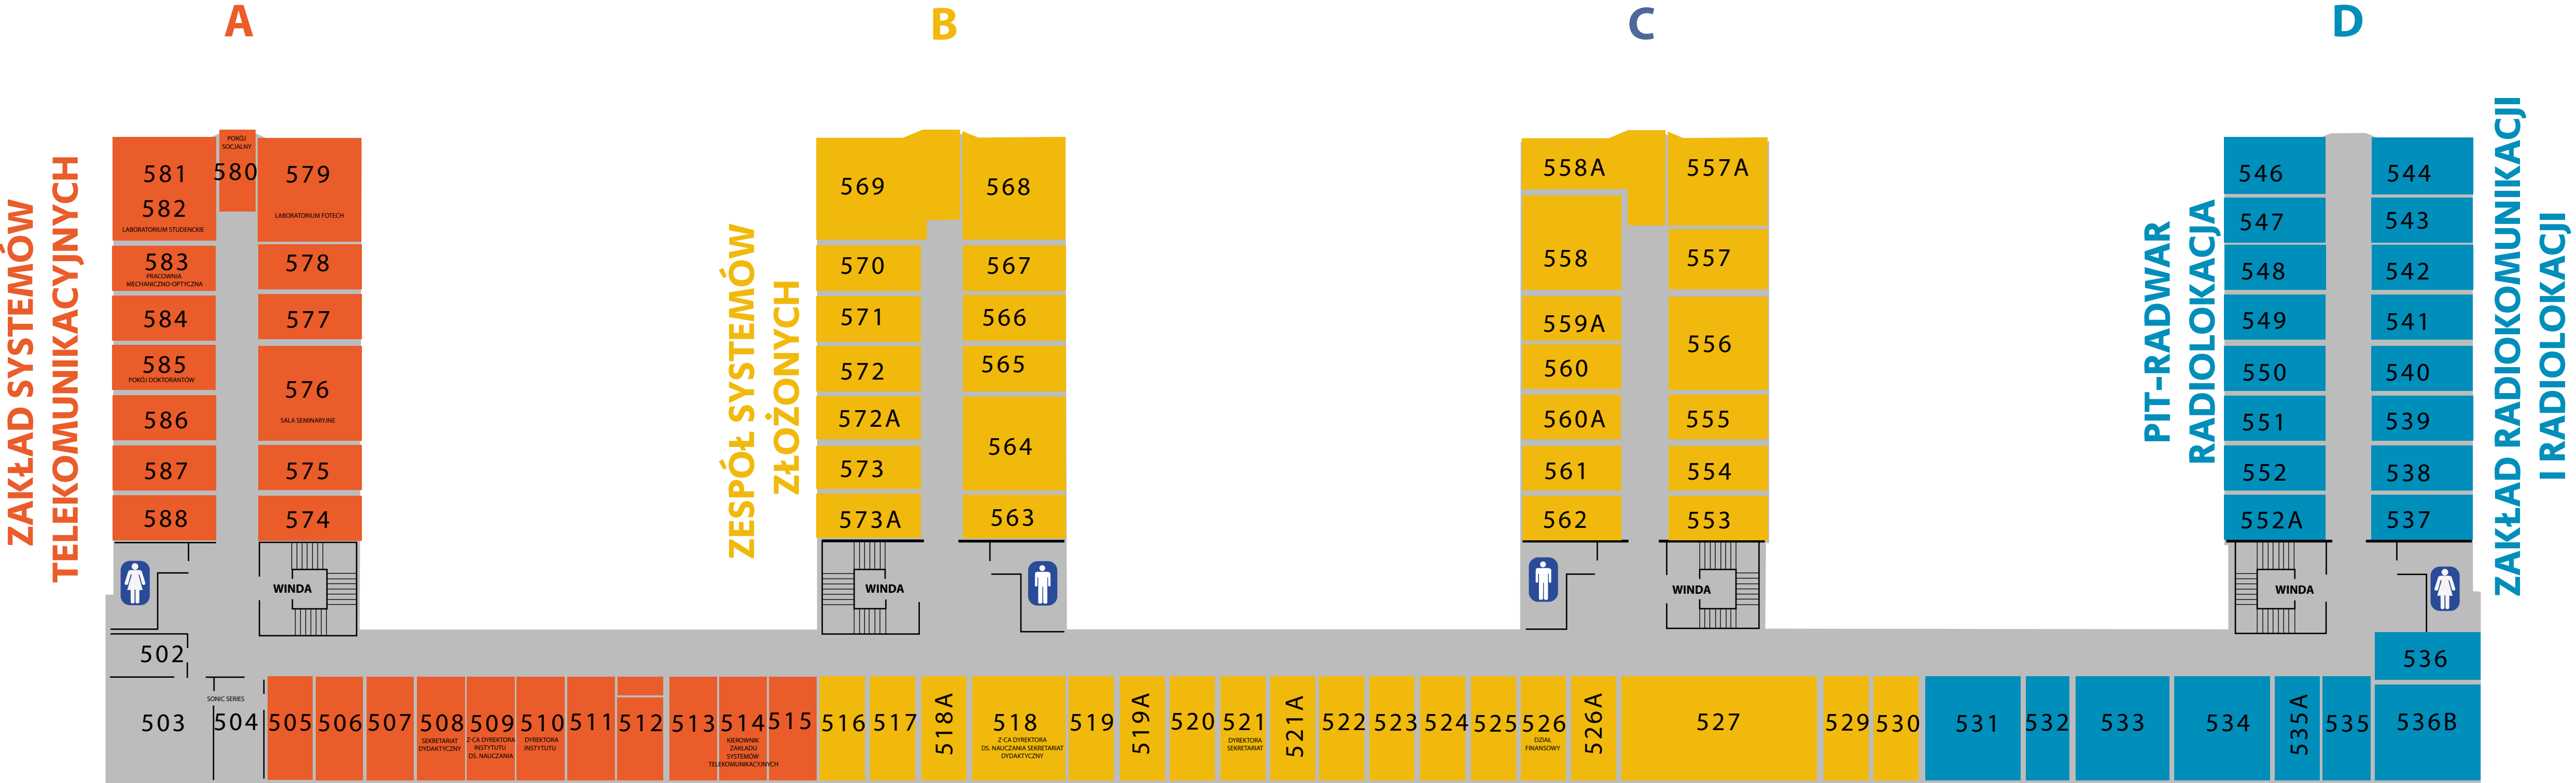 A
B
C
D
ZAKŁAD SYSTEMÓW
TELEKOMUNIKACYJNYCH
POKÓJ
SOCJALNY
580
581
582
LABORATORIUM STUDENCKIE
583
PRACOWNIA
MECHANICZNO-OPTYCZNA
584
585
POKÓJ DOKTORANTÓW
586
587
588
579
LABORATORIUM FOTECH
578
577
576
SALA SEMINARYJNE
575
574
WINDA
ZESPÓŁ SYSTEMÓW
ZŁOŻONYCH
569
570
571
572
572A
573
573A
568
567
566
565
564
563
WINDA
558A
558
559A
560
560A
561
562
557A
557
556
555
554
553
WINDA
PIT-RADWAR
RADIOLOKACJA
546
547
548
549
550
551
552
552A
544
543
542
541
540
539
538
537
WINDA
ZAKŁAD RADIOKOMUNIKACJI
I RADIOLOKACJI
502
503
SONIC SERIES
504
505
506
507
508
SEKRETARIAT
DYDAKTYCZNY
509
Z-CA DYREKTORA
INSTYTUTU
DS. NAUCZANIA
510
DYREKTORA
INSTYTUTU
511
512
513
514
KIEROWNIK
ZAKŁADU
SYSTEMÓW
TELEKOMUNIKACYJNYCH
515
516
517
518A
518
Z-CA DYREKTORA
DS. NAUCZANIA SEKRETARIAT
DYDAKTYCZNY
519
519A
520
521
DYREKTORA
SEKRETARIAT
521A
522
523
524
525
526
DZIAŁ
FINANSOWY
526A
527
529
530
531
532
533
534
535A
535
536
536B